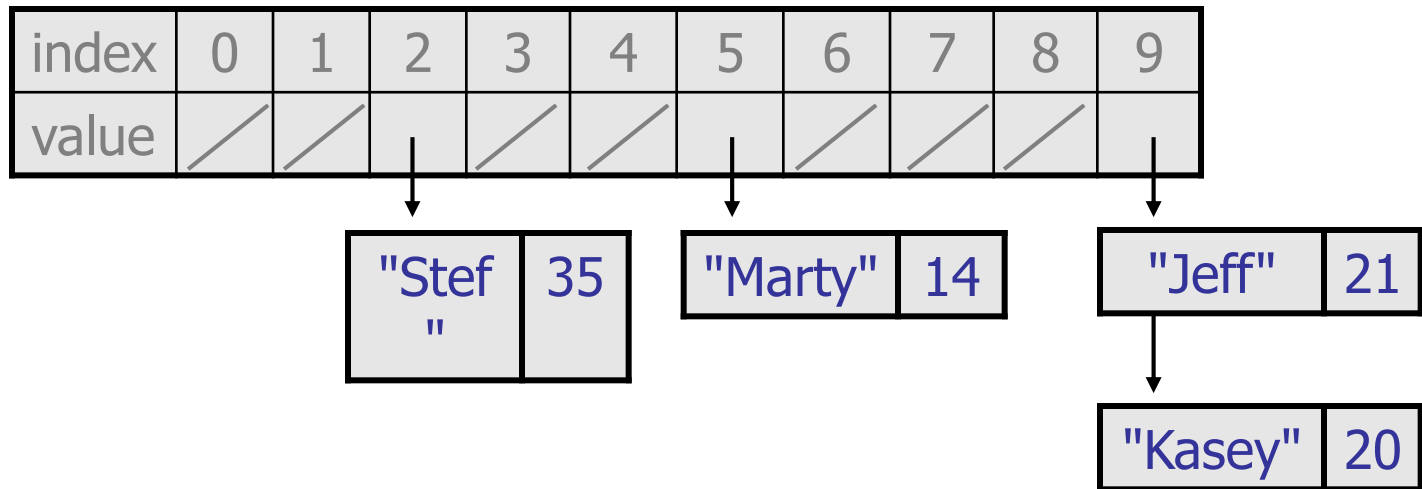 index 0 1 2 3 4 5 6 7 8 9
value
"Stef 35 "Marty" 14 "Jeff" 21
"
"Kasey" 20